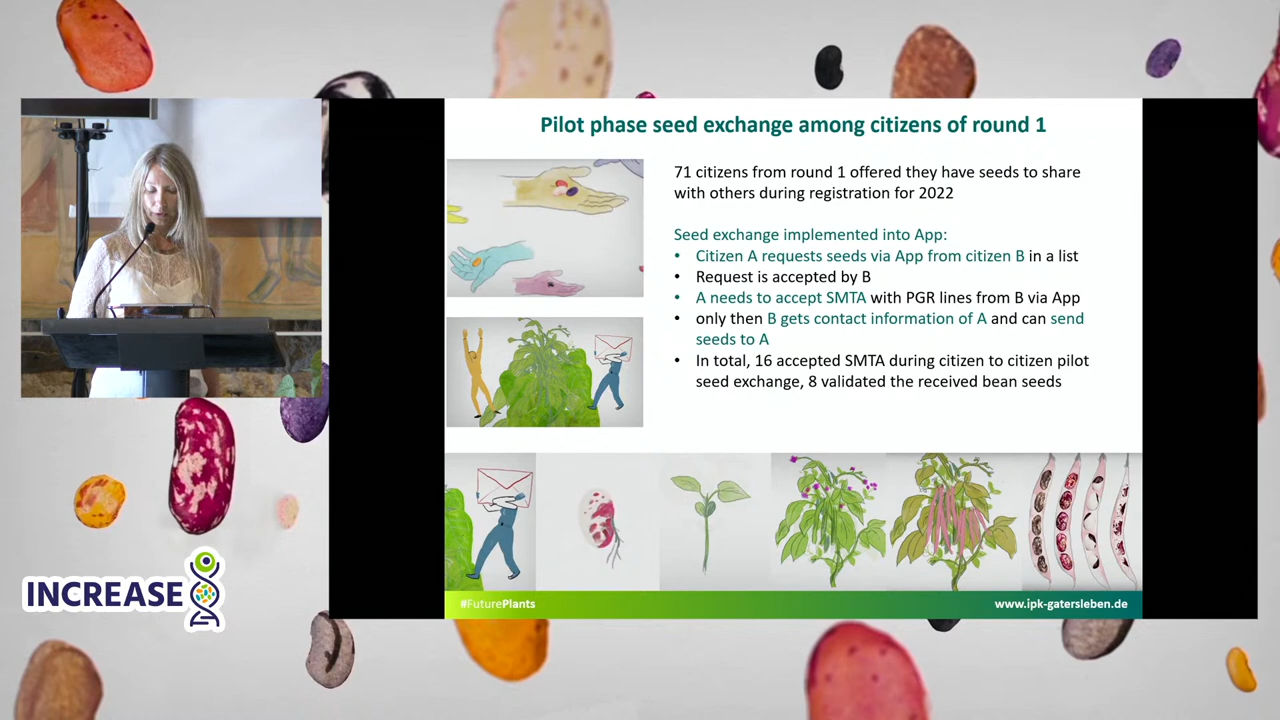 Pilot phase seed exchange among citizens of round 1
71 citizens from round 1 offered they have seeds to share
with others during registration for 2022
Seed exchange implemented into App:
• Citizen A requests seeds via App from citizen B in a list
• Request is accepted by B
• A needs to accept SMTA with PGR lines from B via App
• only then B gets contact information of A and can send
seeds to A
• In total, 16 accepted SMTA during citizen to citizen pilot
seed exchange, 8 validated the received bean seeds
INCREASE
#FuturePlants
www.ipk-gatersleben.de